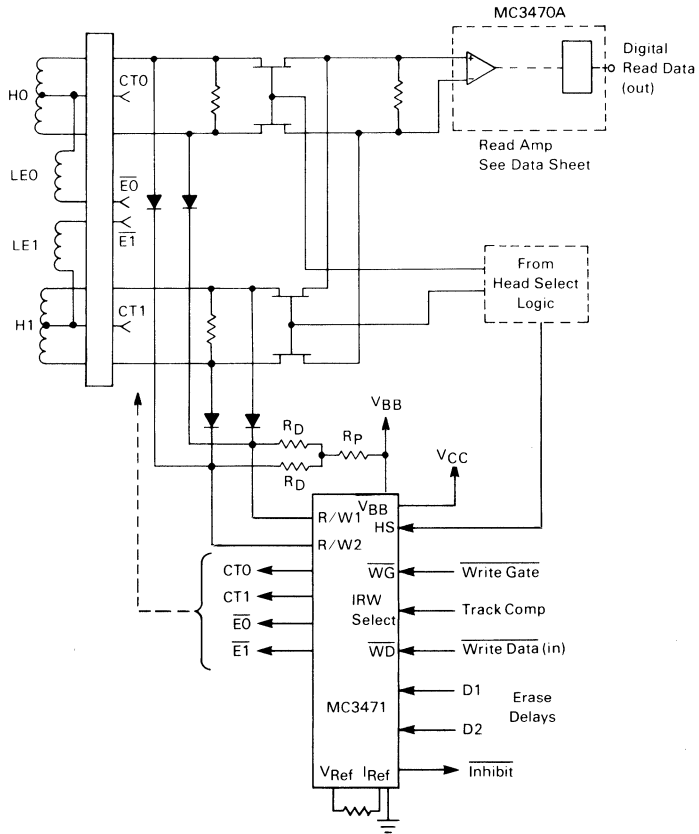 MC3470A
Digital
Read Data
(out)
Read Amp
See Data Sheet
CT0
H0
LE0
E0
E1
LE1
CT1
H1
From
Head Select
Logic
VBB
RD
RP
RD
VCC
VBB
R/W1
HS
R/W2
CT0
WG
Write Gate
CT1
IRW
Select
Track Comp
E0
E1
WD
Write Data (in)
D1
Erase
Delays
MC3471
D2
VRef
IRef
Inhibit